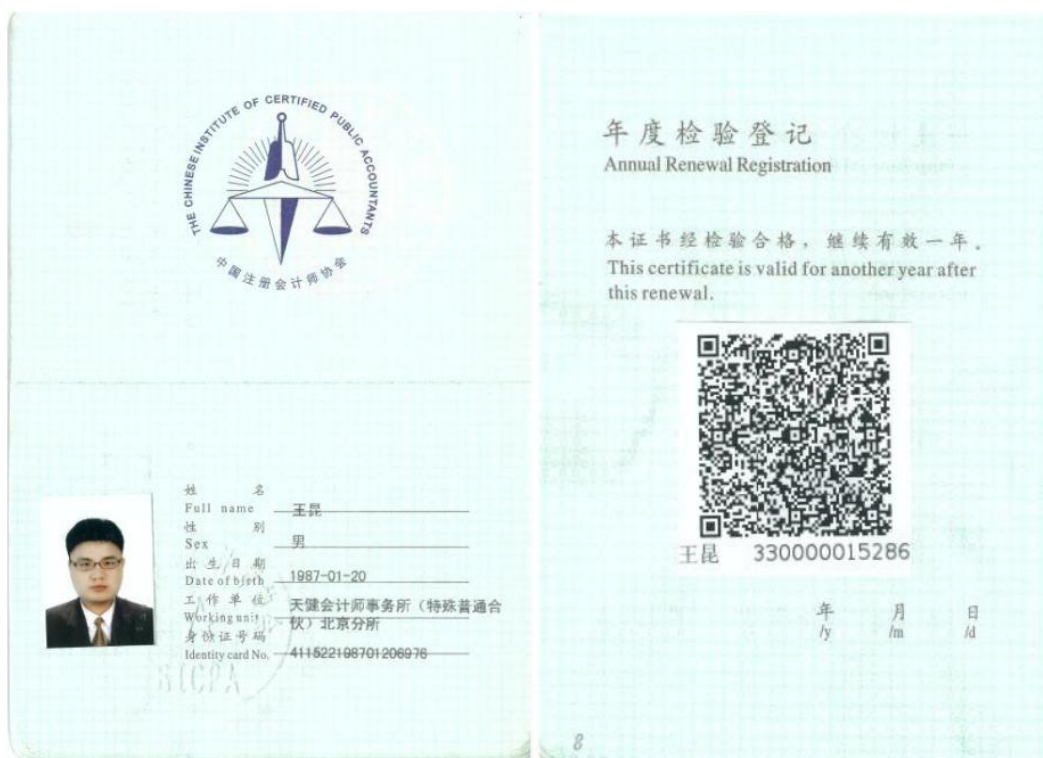 THE CHINESE INSTITUTE OF CERTIFIED PUBLIC ACCOUNTANTS
中国注册会计师协会
姓 名
Full name 王昆
性 别
Sex 男
出生日期
Date of birth 1987-01-20
工作单位
Working unit 天健会计师事务所（特殊普通合
伙）北京分所
身份证号码
Identity card No. 411522198701206976
BICPA
年度检验登记
Annual Renewal Registration
本证书经检验合格，继续有效一年。
This certificate is valid for another year after
this renewal.
王昆 330000015286
年 月 日
/y /m /d
8